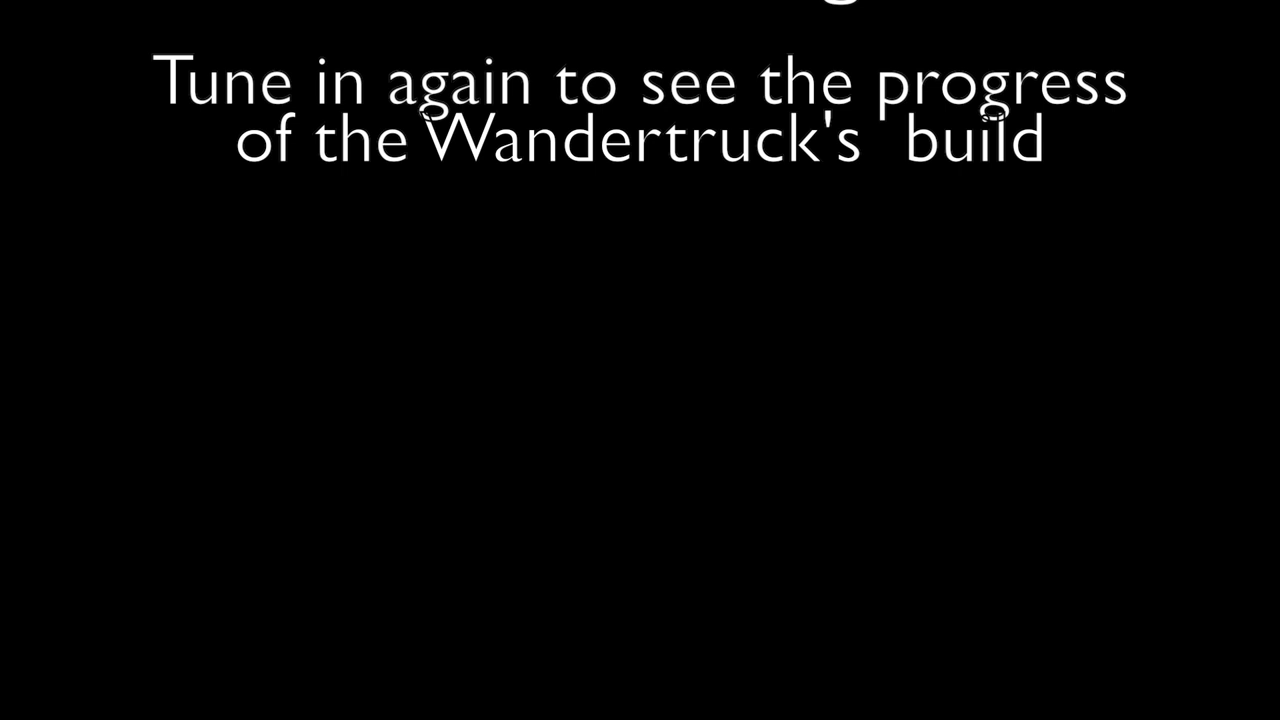 Tune in again to see the progress
of the Wandertruck's  build